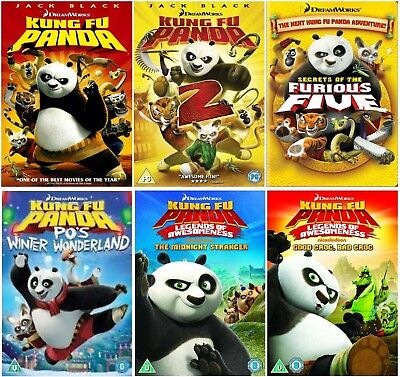 JACK BLACK
DREAMWORKS
KUNG FU
PANDA
"ONE OF THE BEST MOVIES OF THE YEAR."
JACK BLACK
DREAMWORKS
KUNG FU
PANDA
2
"AWESOME FUN!"
PG
PG
DREAMWORKS
THE NEXT KUNG FU PANDA ADVENTURE!
SECRETS OF THE
FURIOUS
FIVE
DREAMWORKS
KUNG FU
PANDA
PO'S
WINTER WONDERLAND
U
G
DREAMWORKS
KUNG FU
PANDA
LEGENDS OF
AWESOMENESS
THE MIDNIGHT STRANGER
U
DREAMWORKS
KUNG FU
PANDA
LEGENDS OF
AWESOMENESS
nickelodeon
GOOD CROC, BAD CROC
U